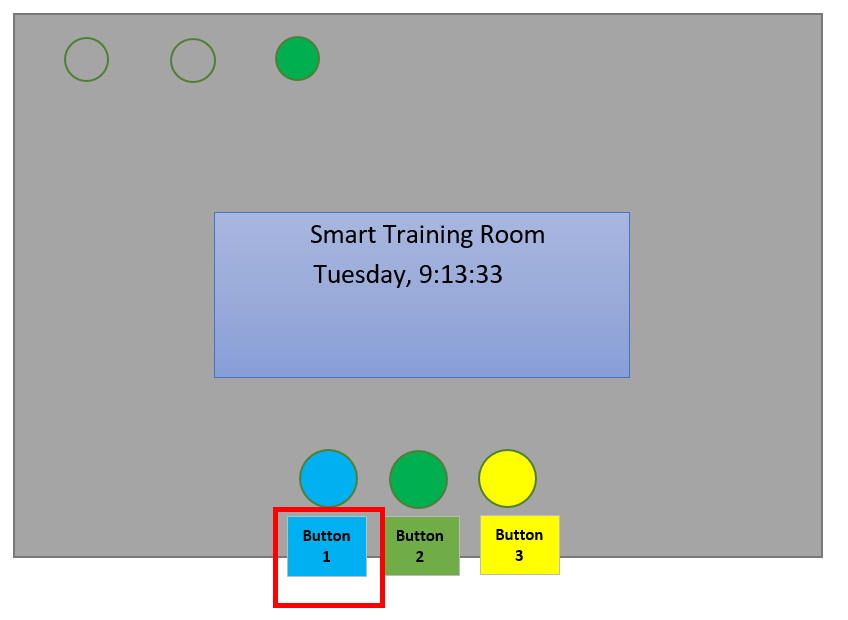 Smart Training Room
Tuesday, 9:13:33
Button
1
Button
2
Button
3